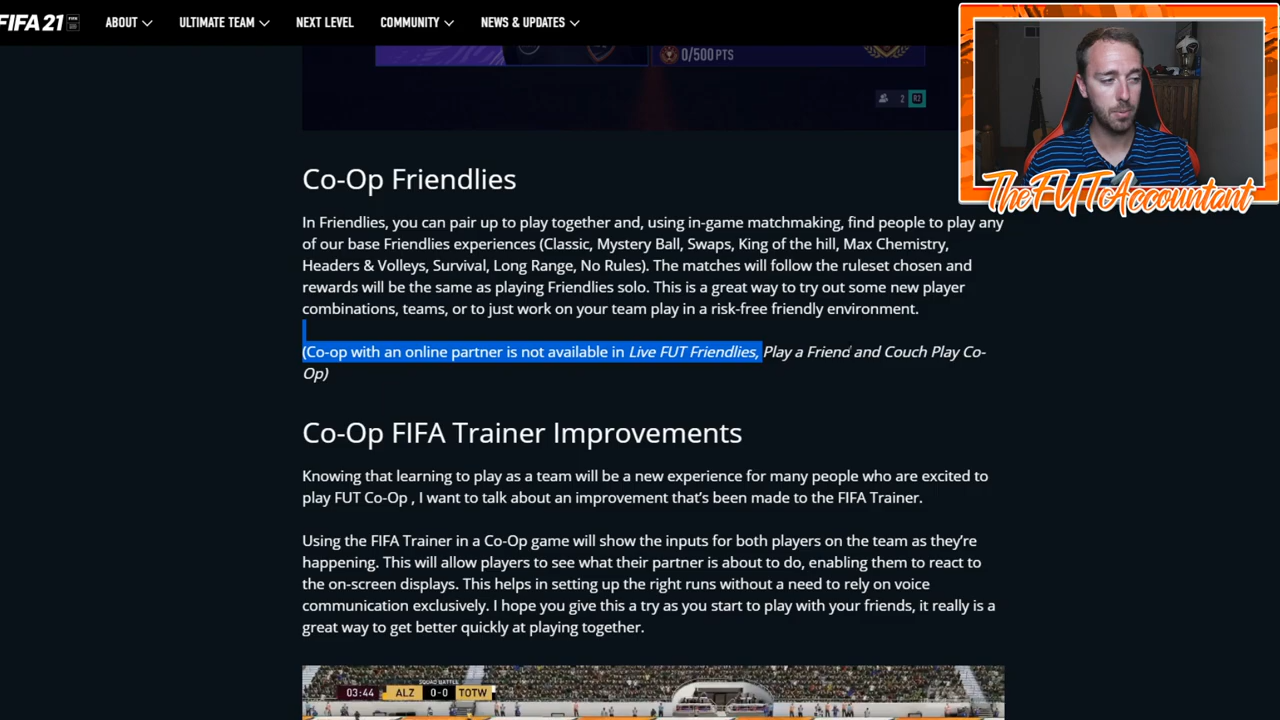 FIFA 21 ABOUT ULTIMATE TEAM NEXT LEVEL COMMUNITY NEWS & UPDATES
0/500 PTS
2 R2
TheFUTAccountant
Co-Op Friendlies
In Friendlies, you can pair up to play together and, using in-game matchmaking, find people to play any
of our base Friendlies experiences (Classic, Mystery Ball, Swaps, King of the hill, Max Chemistry,
Headers & Volleys, Survival, Long Range, No Rules). The matches will follow the ruleset chosen and
rewards will be the same as playing Friendlies solo. This is a great way to try out some new player
combinations, teams, or to just work on your team play in a risk-free friendly environment.
(Co-op with an online partner is not available in Live FUT Friendlies, Play a Friend and Couch Play Co-
Op)
Co-Op FIFA Trainer Improvements
Knowing that learning to play as a team will be a new experience for many people who are excited to
play FUT Co-Op , I want to talk about an improvement that's been made to the FIFA Trainer.
Using the FIFA Trainer in a Co-Op game will show the inputs for both players on the team as they're
happening. This will allow players to see what their partner is about to do, enabling them to react to
the on-screen displays. This helps in setting up the right runs without a need to rely on voice
communication exclusively. I hope you give this a try as you start to play with your friends, it really is a
great way to get better quickly at playing together.
SQUAD BATTLE
03:44 ALZ 0-0 TOTW